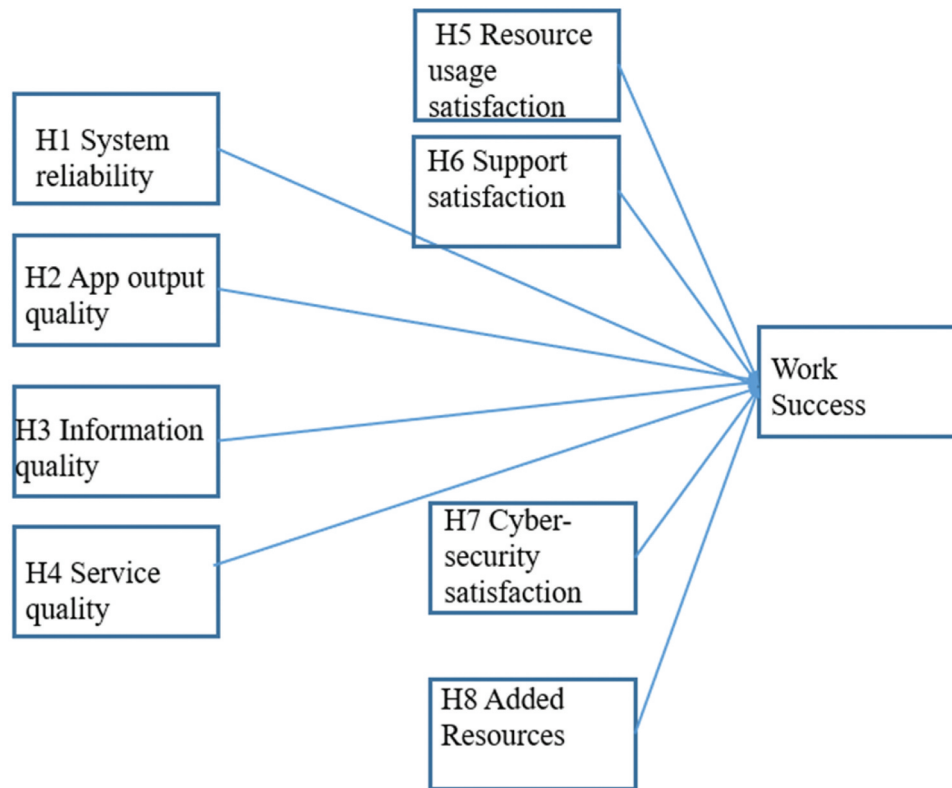 H1 System
reliability
H2 App output
quality
H3 Information
quality
H4 Service
quality
H5 Resource
usage
satisfaction
H6 Support
satisfaction
H7 Cyber-
security
satisfaction
H8 Added
Resources
Work
Success